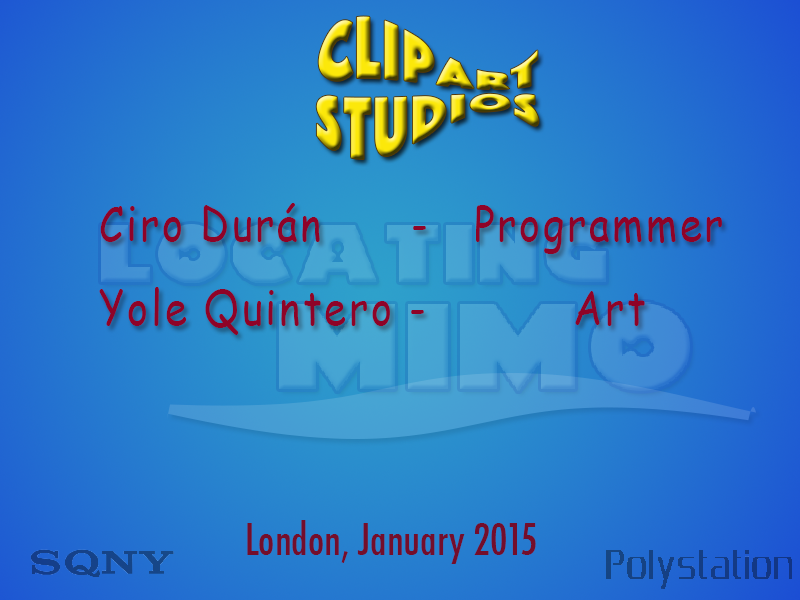 CLIP ART
STUDIOS
Ciro Durán - Programmer
LOCATING
Yole Quintero - Art
MIMO
London, January 2015
SQNY
Polystation